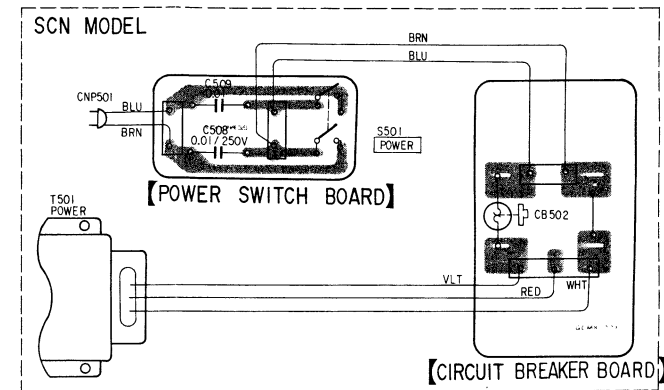 SCN MODEL
BRN
BLU
C509
0.01
CNP501
BLU
BRN
C508
0.01/250V
S501
POWER
【POWER SWITCH BOARD】
T501
POWER
CB502
VLT
RED
WHT
【CIRCUIT BREAKER BOARD】